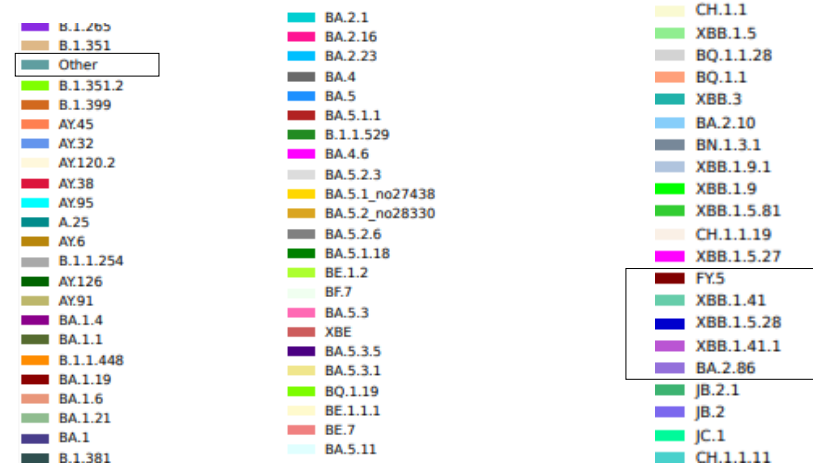 B.1.265
B.1.351
Other
B.1.351.2
B.1.399
AY.45
AY.32
AY.120.2
AY.38
AY.95
A.25
AY.6
B.1.1.254
AY.126
AY.91
BA.1.4
BA.1.1
B.1.1.448
BA.1.19
BA.1.6
BA.1.21
BA.1
B.1.381
BA.2.1
BA.2.16
BA.2.23
BA.4
BA.5
BA.5.1.1
B.1.1.529
BA.4.6
BA.5.2.3
BA.5.1_no27438
BA.5.2_no28330
BA.5.2.6
BA.5.1.18
BE.1.2
BF.7
BA.5.3
XBE
BA.5.3.5
BA.5.3.1
BQ.1.19
BE.1.1.1
BE.7
BA.5.11
CH.1.1
XBB.1.5
BQ.1.1.28
BQ.1.1
XBB.3
BA.2.10
BN.1.3.1
XBB.1.9.1
XBB.1.9
XBB.1.5.81
CH.1.1.19
XBB.1.5.27
FY.5
XBB.1.41
XBB.1.5.28
XBB.1.41.1
BA.2.86
JB.2.1
JB.2
JC.1
CH.1.1.11